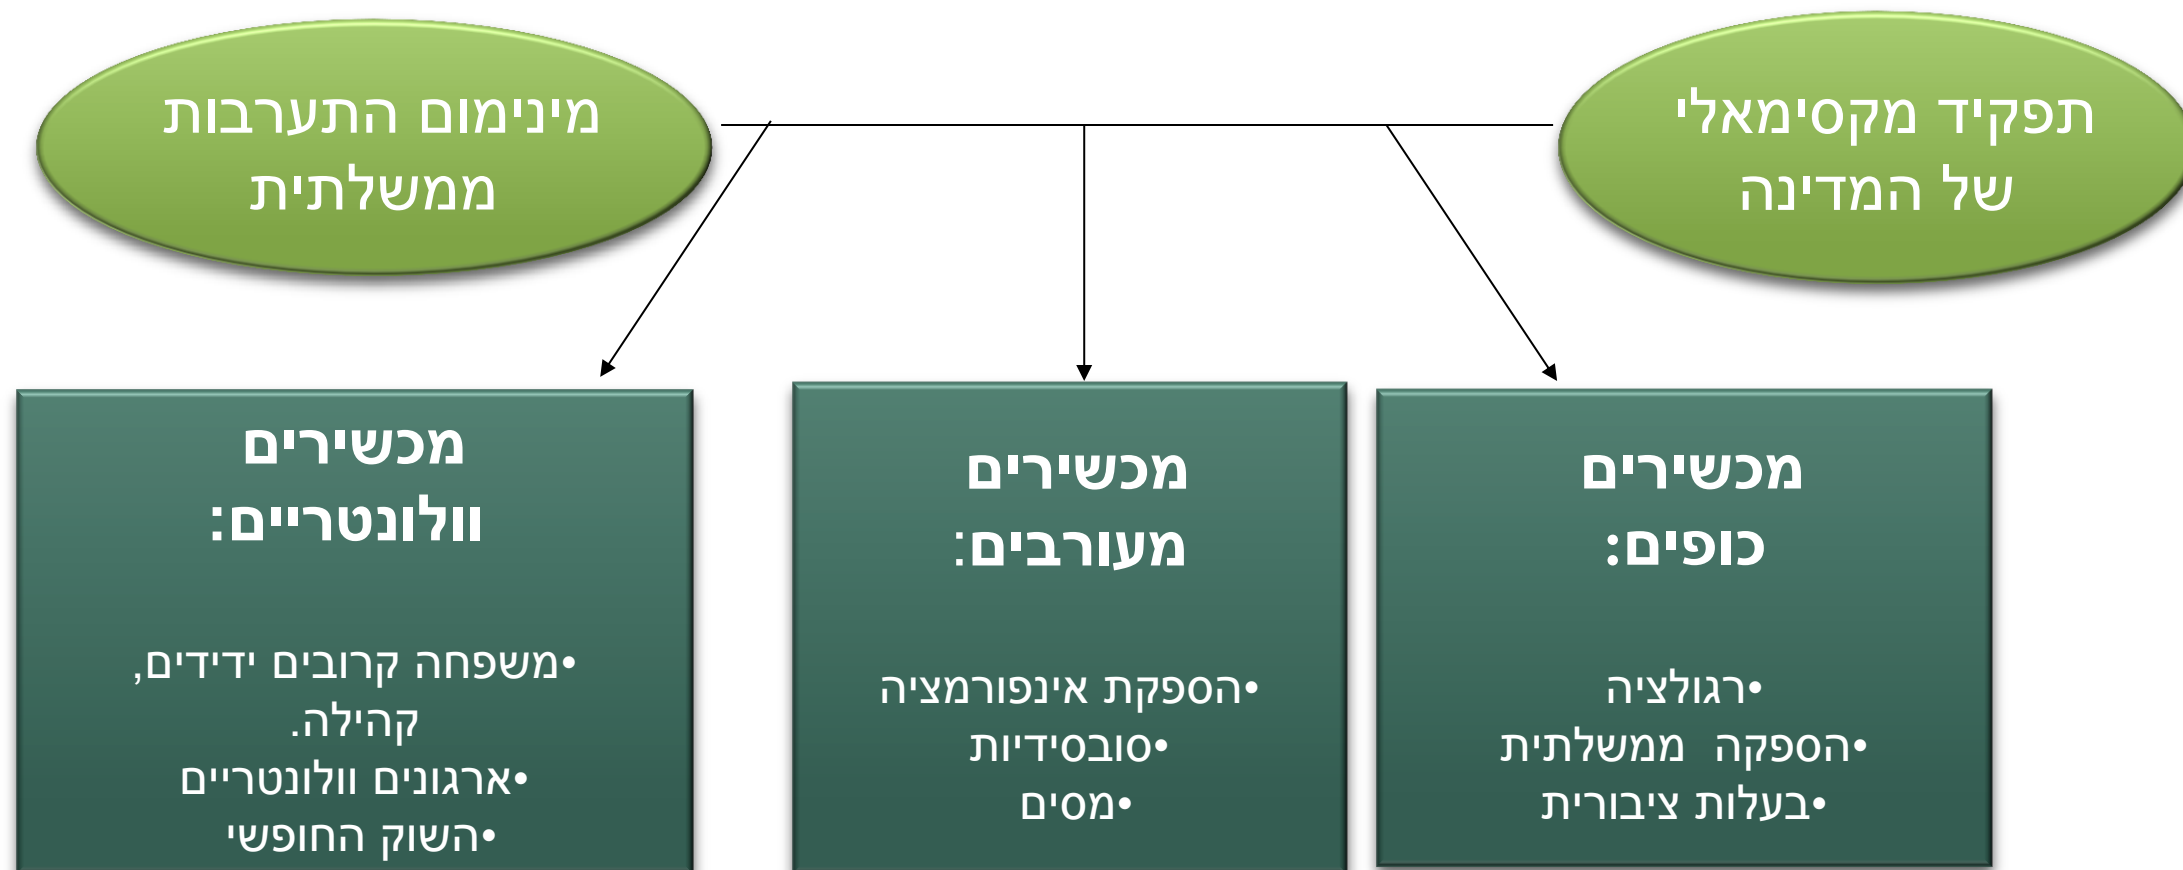 תפקיד מקסימאלי
של המדינה
מינימום התערבות
ממשלתית
מכשירים
כופים:
•רגולציה
•הספקה ממשלתית
•בעלות ציבורית
מכשירים
מעורבים:
•הספקת אינפורמציה
•סובסידיות
•מסים
מכשירים
וולונטריים:
•משפחה קרובים ידידים,
קהילה.
•ארגונים וולונטריים
•השוק החופשי